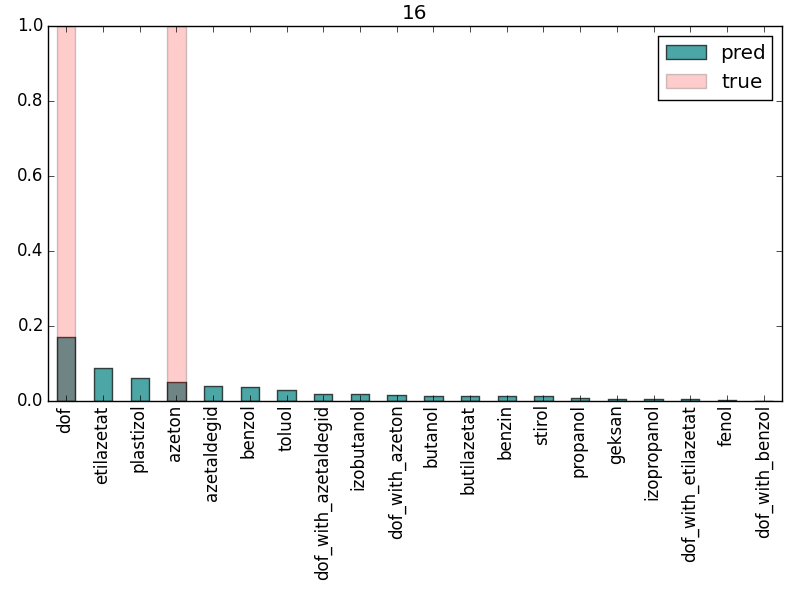 16
1.0
0.8
0.6
0.4
0.2
0.0
pred
true
dof
etilazetat
plastizol
azeton
azetaldegid
benzol
toluol
dof_with_azetaldegid
izobutanol
dof_with_azeton
butanol
butilazetat
benzin
stirol
propanol
geksan
izopropanol
dof_with_etilazetat
fenol
dof_with_benzol